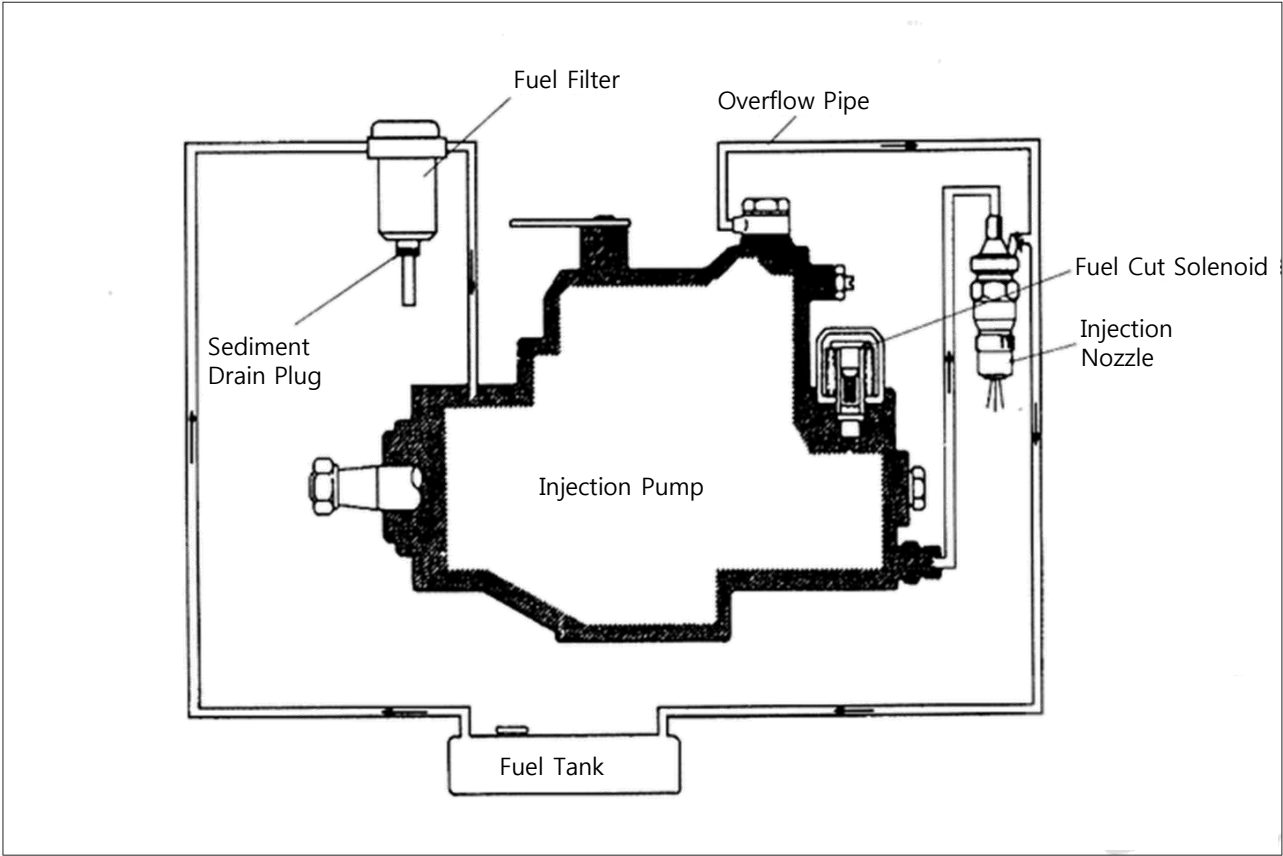 Fuel Filter
Overflow Pipe
Fuel Cut Solenoid
Injection
Nozzle
Sediment
Drain Plug
Injection Pump
Fuel Tank